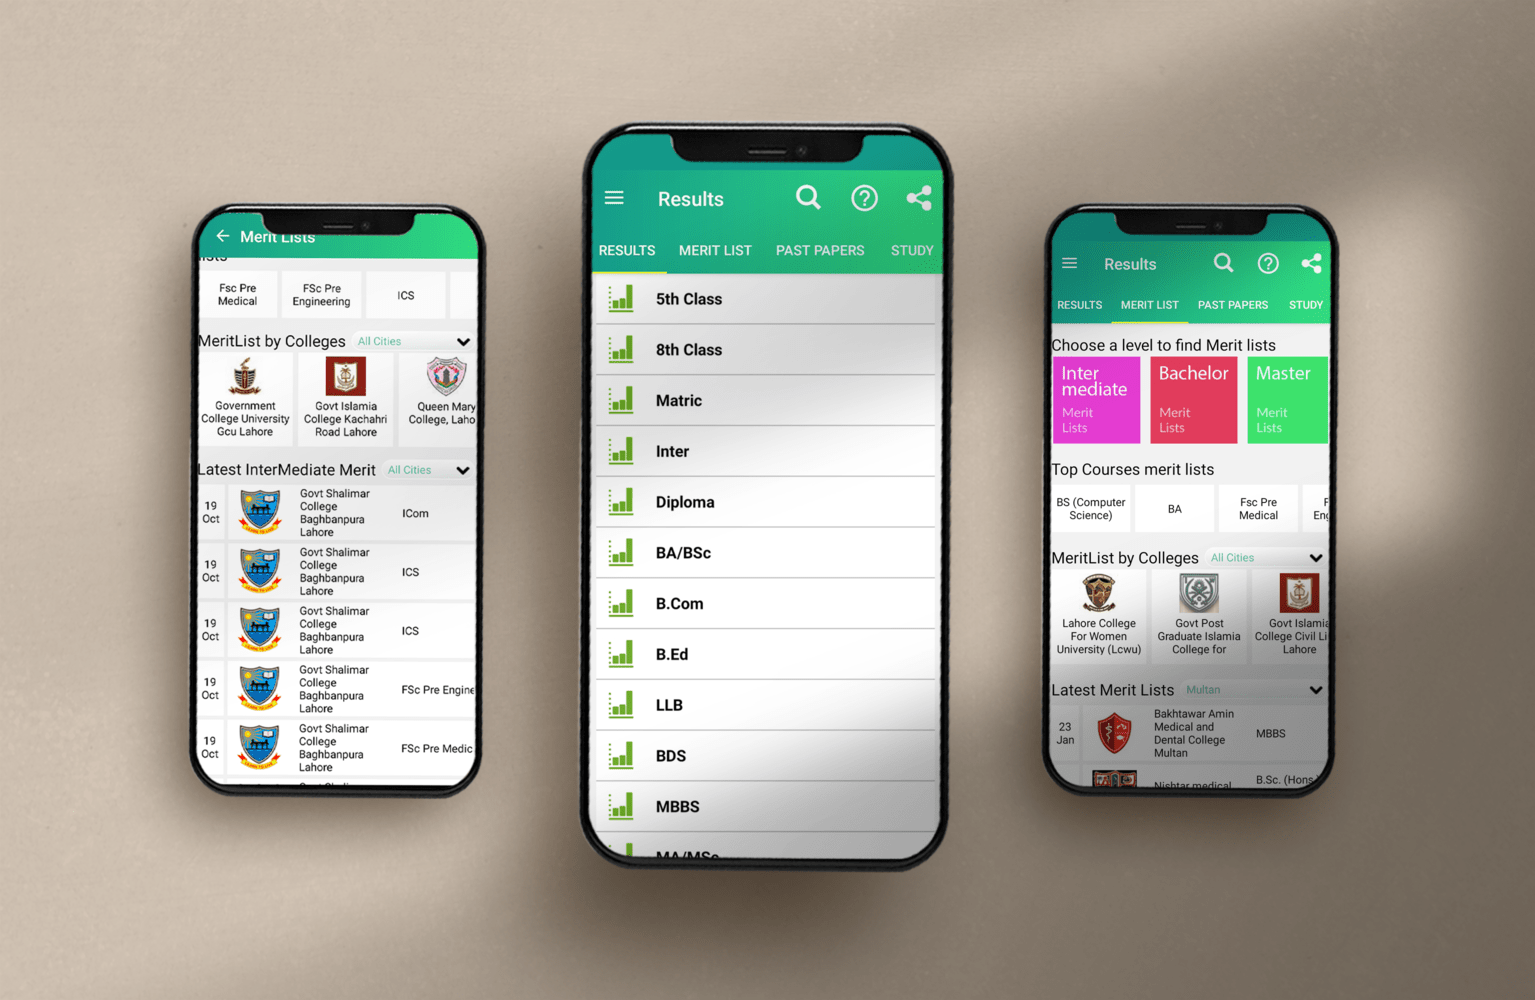 Merit Lists
lists
Fsc Pre
Medical
FSc Pre
Engineering
ICS
MeritList by Colleges
All Cities
Government
College University
Gcu Lahore
Govt Islamia
College Kachahri
Road Lahore
Queen Mary
College, Laho
Latest InterMediate Merit
All Cities
19
Oct
Govt Shalimar
College
Baghbanpura
Lahore
ICom
19
Oct
Govt Shalimar
College
Baghbanpura
Lahore
ICS
19
Oct
Govt Shalimar
College
Baghbanpura
Lahore
ICS
19
Oct
Govt Shalimar
College
Baghbanpura
Lahore
FSc Pre Engine
19
Oct
Govt Shalimar
College
Baghbanpura
Lahore
FSc Pre Medic
Results
RESULTS
MERIT LIST
PAST PAPERS
STUDY
5th Class
8th Class
Matric
Inter
Diploma
BA/BSc
B.Com
B.Ed
LLB
BDS
MBBS
MA/MSc
Results
RESULTS
MERIT LIST
PAST PAPERS
STUDY
Choose a level to find Merit lists
Inter
mediate
Merit
Lists
Bachelor
Merit
Lists
Master
Merit
Lists
Top Courses merit lists
BS (Computer
Science)
BA
Fsc Pre
Medical
F
Eng
MeritList by Colleges
All Cities
Lahore College
For Women
University (Lcwu)
Govt Post
Graduate Islamia
College for
Govt Islamia
College Civil Li
Lahore
Latest Merit Lists
Multan
23
Jan
Bakhtawar Amin
Medical and
Dental College
Multan
MBBS
Nishtar medical
B.Sc. (Hons.)